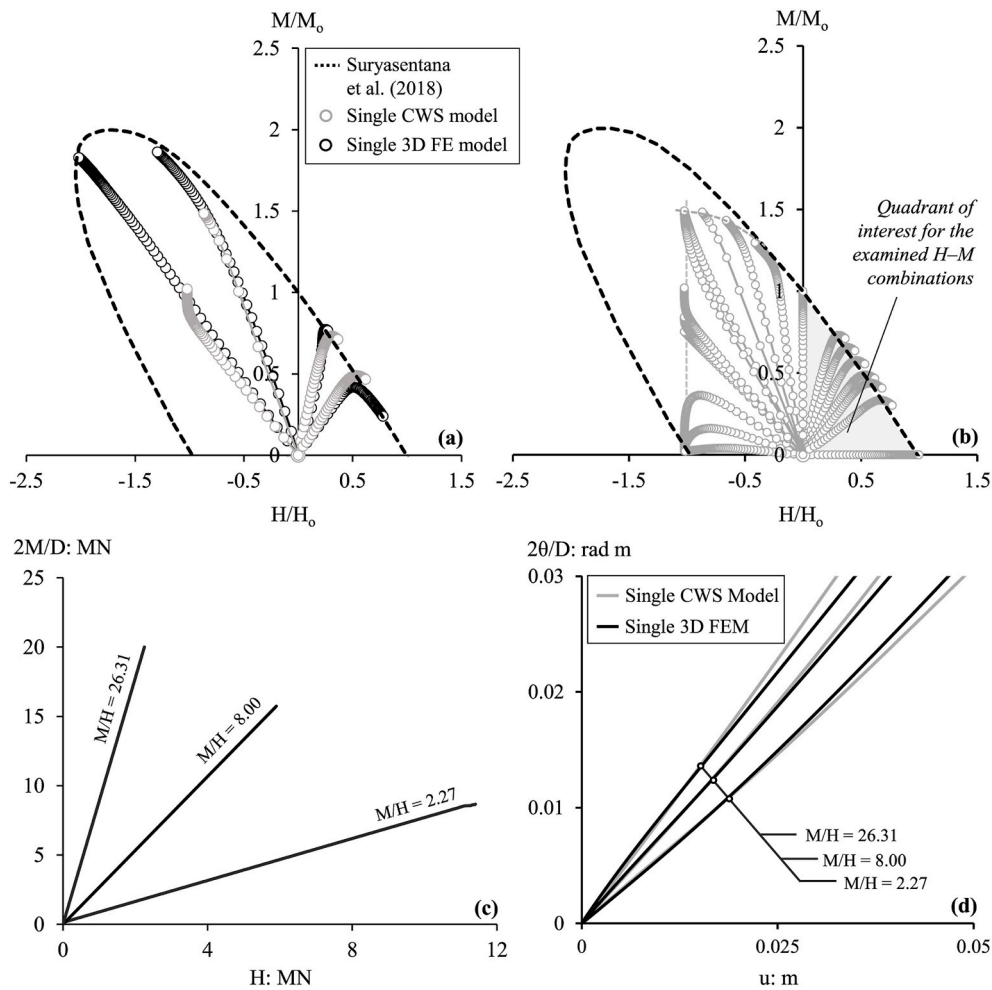 M/Mo
2.5
2
1.5
1
0.5
0
-2.5
-1.5
-0.5
0.5
1.5
H/Ho
Suryasentana
et al. (2018)
Single CWS model
Single 3D FE model
(a)
M/Mo
2.5
2
1.5
1
0.5
0
-2.5
-1.5
-0.5
0.5
1.5
H/Ho
Quadrant of
interest for the
examined H–M
combinations
(b)
2M/D: MN
25
20
15
10
5
0
0
4
8
12
H: MN
M/H = 26.31
M/H = 8.00
M/H = 2.27
(c)
2θ/D: rad m
0.03
0.02
0.01
0
0
0.025
0.05
u: m
Single CWS Model
Single 3D FEM
M/H = 26.31
M/H = 8.00
M/H = 2.27
(d)